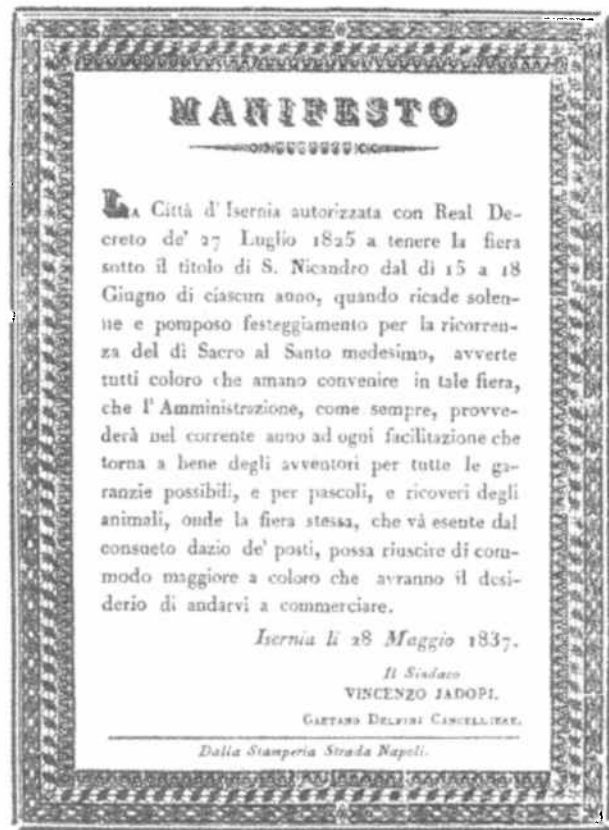 MANIFESTO
LA Città d' Isernia autorizzata con Real De-
creto de' 27 Luglio 1825 a tenere la fiera
sotto il titolo di S. Nicandro dal dì 15 a 18
Giugno di ciascun anno, quando ricade solen-
ne e pomposo festeggiamento per la ricorren-
za del dì Sacro al Santo medesimo, avverte
tutti coloro che amano convenire in tale fiera,
che l' Amministrazione, come sempre, provve-
derà nel corrente anno ad ogni facilitazione che
torna a bene degli avventori per tutte le ga-
ranzie possibili, e per pascoli, e ricoveri degli
animali, onde la fiera stessa, che và esente dal
consueto dazio de' posti, possa riuscire di com-
modo maggiore a coloro che avranno il desi-
derio di andarvi a commerciare.
Isernia li 28 Maggio 1837.
Il Sindaco
VINCENZO JADOPI.
GAETANO DELFINI CANCELLIERE.
Dalla Stamperia Strada Napoli.